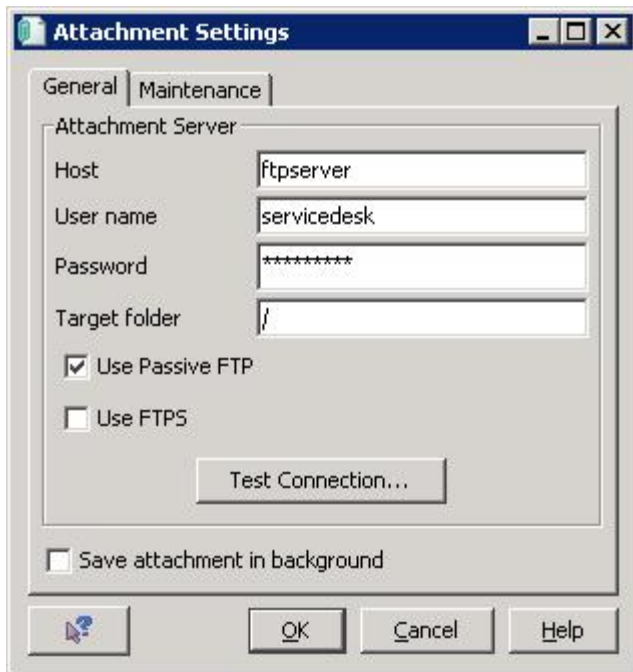 Attachment Settings
General Maintenance
Attachment Server
Host ftpserver
User name servicedesk
Password *********
Target folder /
Use Passive FTP
Use FTPS
Test Connection...
Save attachment in background
OK Cancel Help